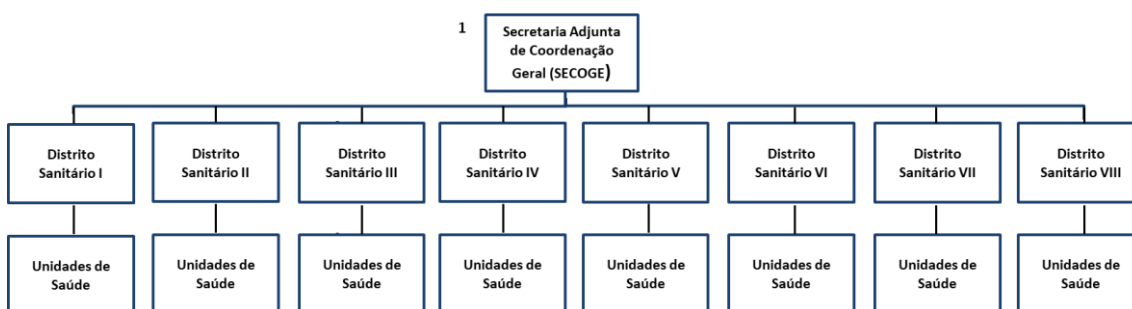 1
Secretaria Adjunta
de Coordenação
Geral (SECOGE)
Distrito
Sanitário I
Distrito
Sanitário II
Distrito
Sanitário III
Distrito
Sanitário IV
Distrito
Sanitário V
Distrito
Sanitário VI
Distrito
Sanitário VII
Distrito
Sanitário VIII
Unidades de
Saúde
Unidades de
Saúde
Unidades de
Saúde
Unidades de
Saúde
Unidades de
Saúde
Unidades de
Saúde
Unidades de
Saúde
Unidades de
Saúde